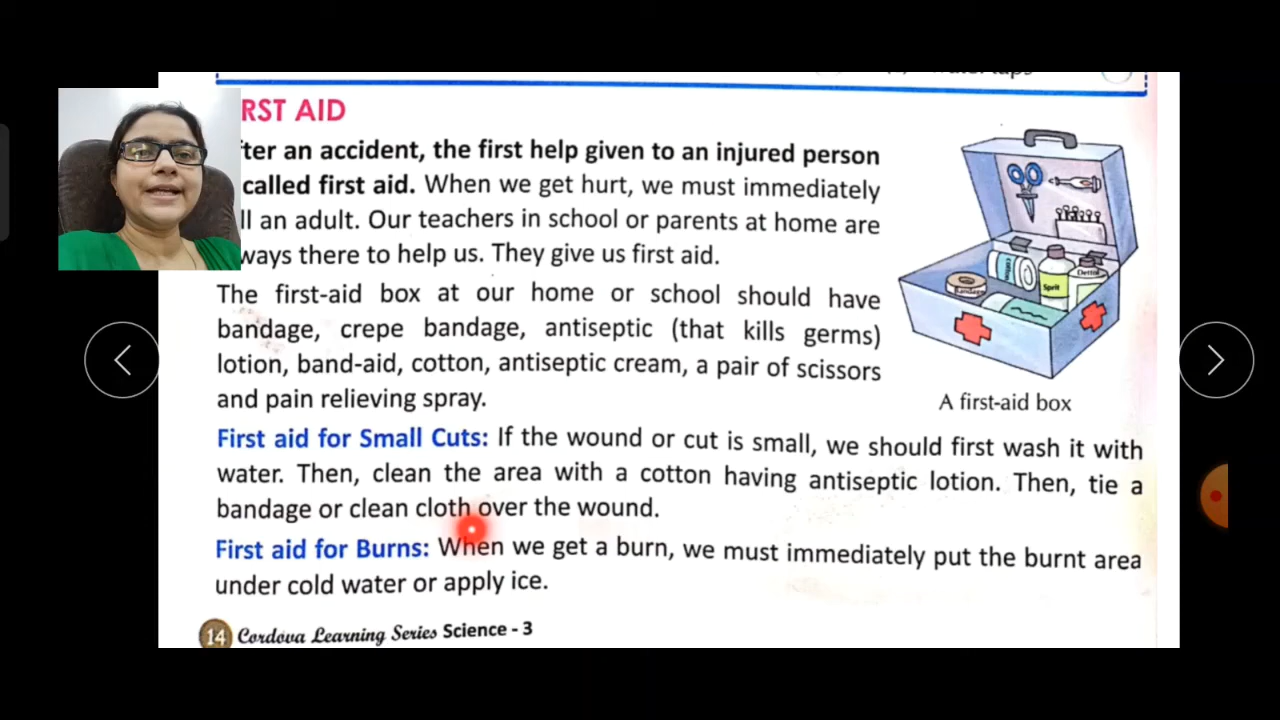 RST AID
ter an accident, the first help given to an injured person
called first aid. When we get hurt, we must immediately
ll an adult. Our teachers in school or parents at home are
ways there to help us. They give us first aid.
The first-aid box at our home or school should have
bandage, crepe bandage, antiseptic (that kills germs)
lotion, band-aid, cotton, antiseptic cream, a pair of scissors
and pain relieving spray.
Sprit
Dettol
A first-aid box
First aid for Small Cuts: If the wound or cut is small, we should first wash it with
water. Then, clean the area with a cotton having antiseptic lotion. Then, tie a
bandage or clean cloth over the wound.
First aid for Burns: When we get a burn, we must immediately put the burnt area
under cold water or apply ice.
14 Cordova Learning Series Science - 3